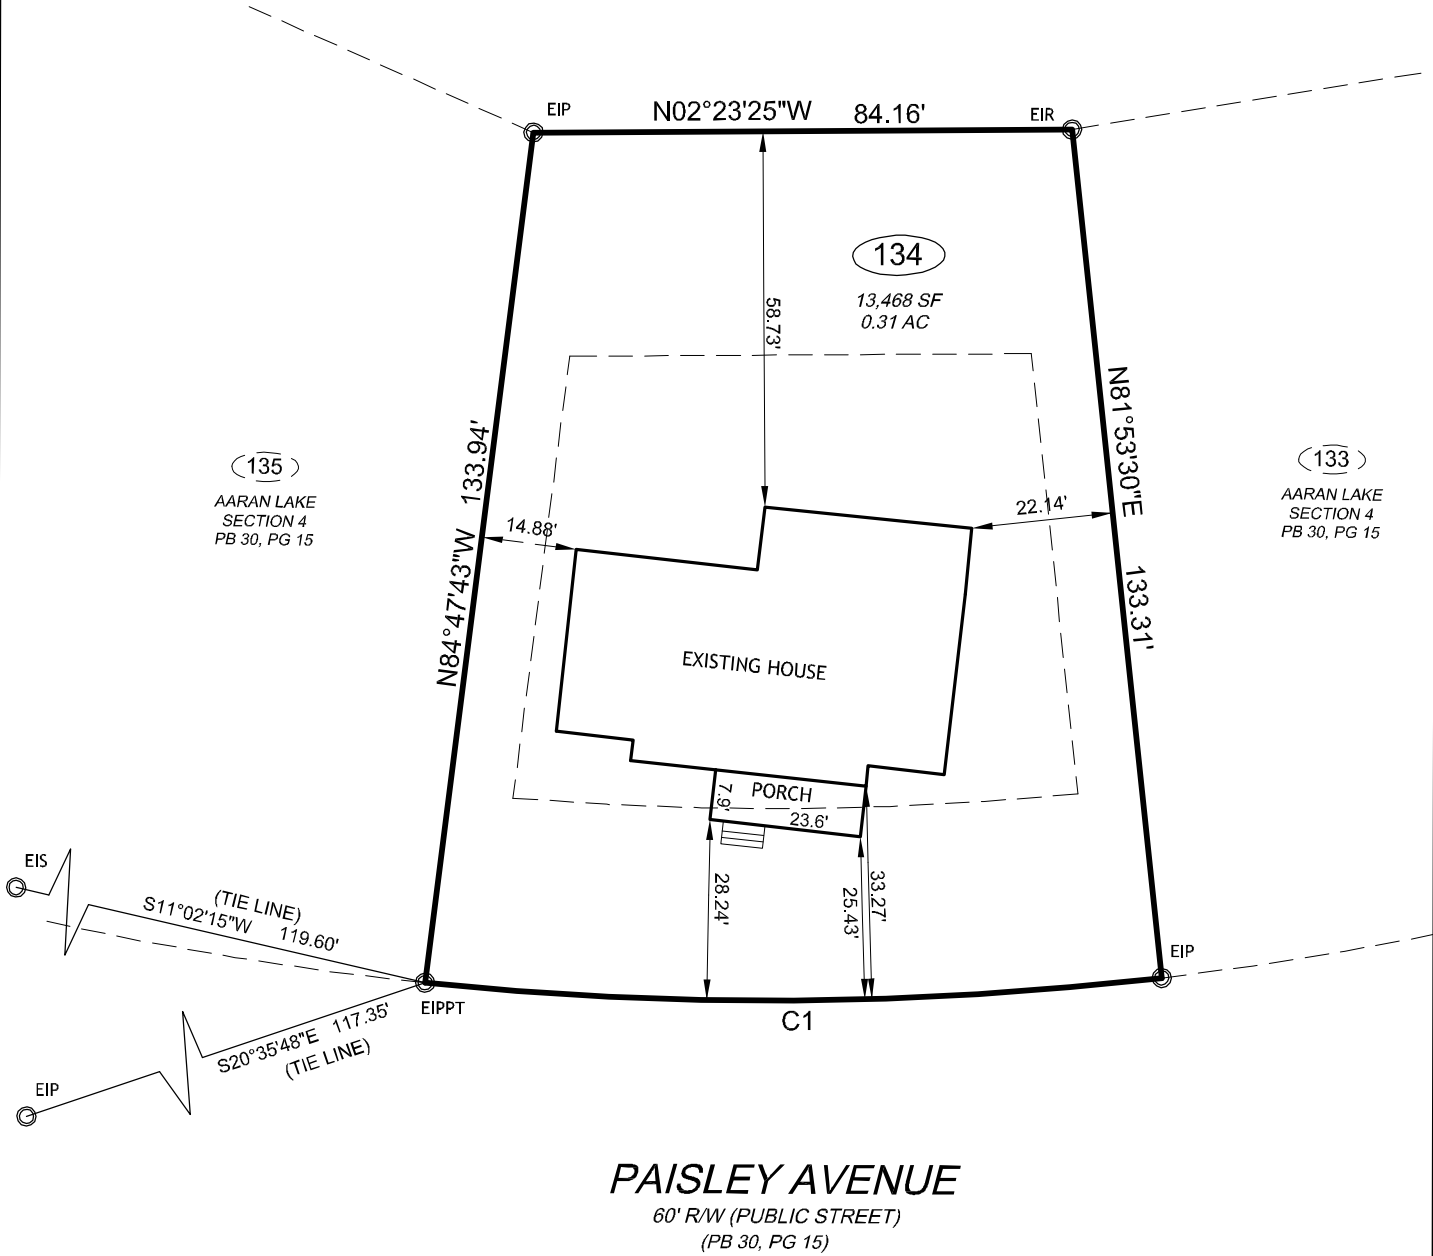 EIP
N02°23'25"W 84.16'
EIR
134
13,468 SF
0.31 AC
58.73'
N84°47'43"W 133.94'
N81°53'30"E 133.31'
135
AARAN LAKE
SECTION 4
PB 30, PG 15
133
AARAN LAKE
SECTION 4
PB 30, PG 15
14.88'
22.14'
EXISTING HOUSE
PORCH
7.9'
23.6'
28.24'
25.43'
33.27'
EIS
(TIE LINE)
S11°02'15"W 119.60'
EIP
EIPPT
C1
S20°35'48"E 117.35'
(TIE LINE)
EIP
PAISLEY AVENUE
60' R/W (PUBLIC STREET)
(PB 30, PG 15)